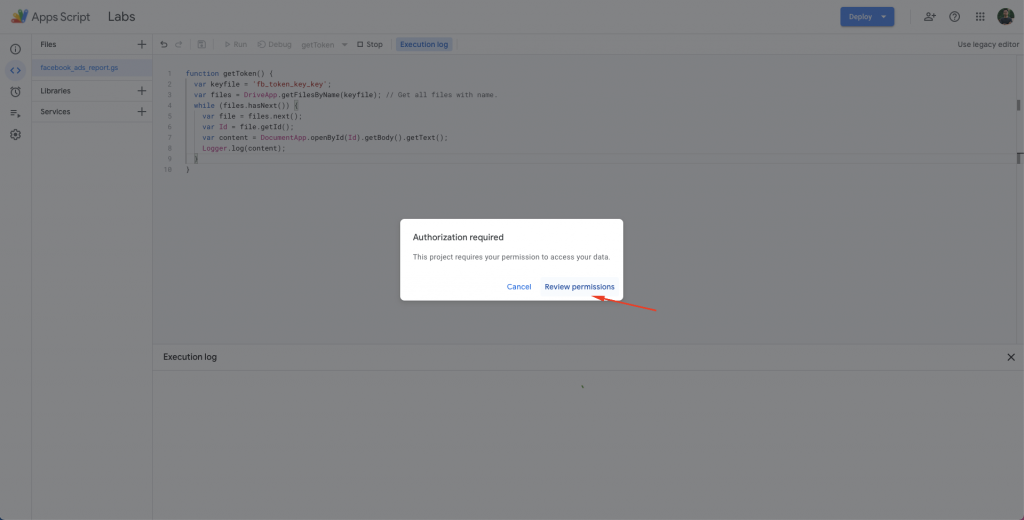 Apps Script Labs Deploy
Files + Run Debug getToken Stop Execution log Use legacy editor
facebook_ads_report.gs
Libraries +
Services +
1 function getToken() {
2 var keyfile = 'fb_token_key_key';
3 var files = DriveApp.getFilesByName(keyfile); // Get all files with name.
4 while (files.hasNext()) {
5 var file = files.next();
6 var Id = file.getId();
7 var content = DocumentApp.openById(Id).getBody().getText();
8 Logger.log(content);
9 }
10 }
Authorization required
This project requires your permission to access your data.
Cancel Review permissions
Execution log